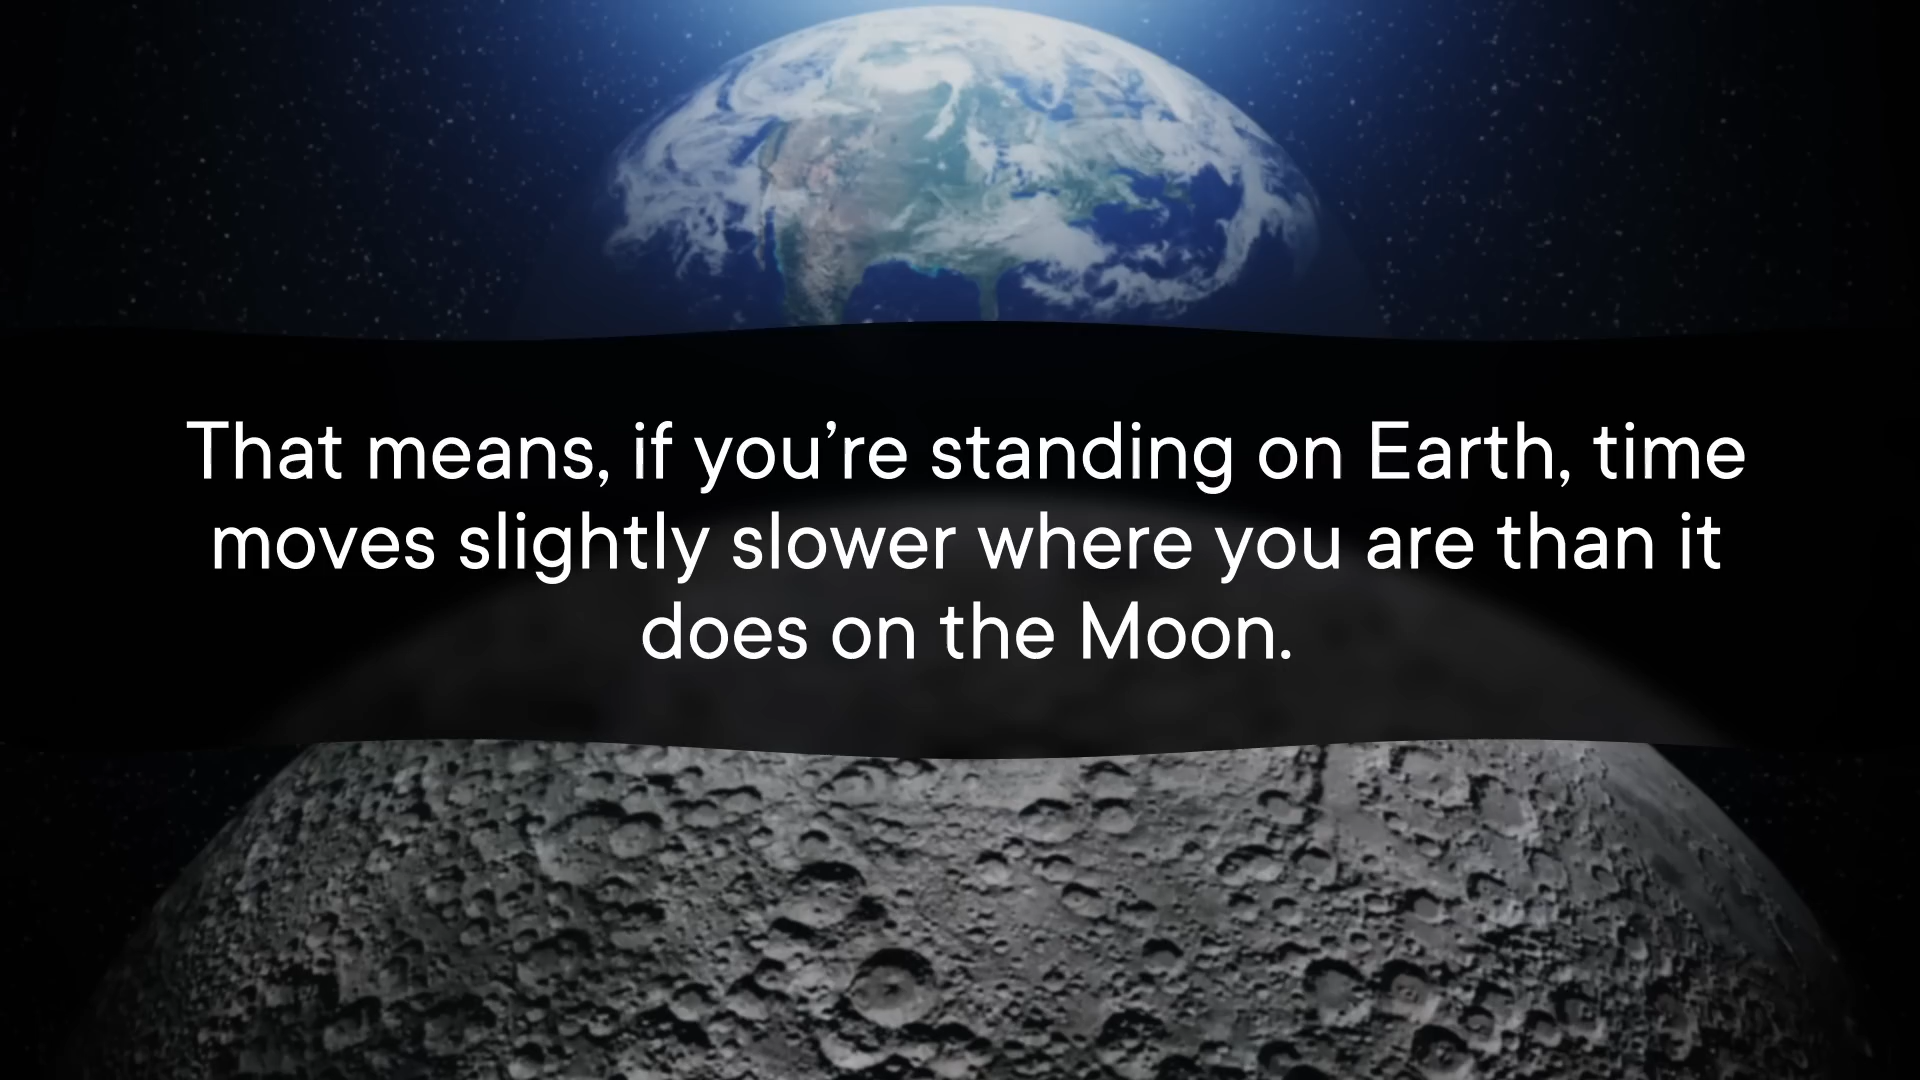 That means, if you’re standing on Earth, time
moves slightly slower where you are than it
does on the Moon.